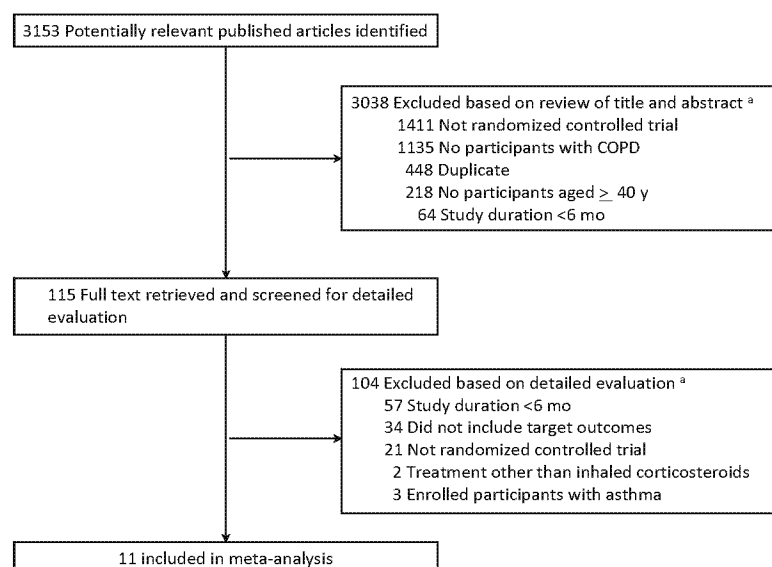 3153 Potentially relevant published articles identified
3038 Excluded based on review of title and abstract a
1411 Not randomized controlled trial
1135 No participants with COPD
448 Duplicate
218 No participants aged ≥ 40 y
64 Study duration <6 mo
115 Full text retrieved and screened for detailed
evaluation
104 Excluded based on detailed evaluation a
57 Study duration <6 mo
34 Did not include target outcomes
21 Not randomized controlled trial
2 Treatment other than inhaled corticosteroids
3 Enrolled participants with asthma
11 included in meta-analysis